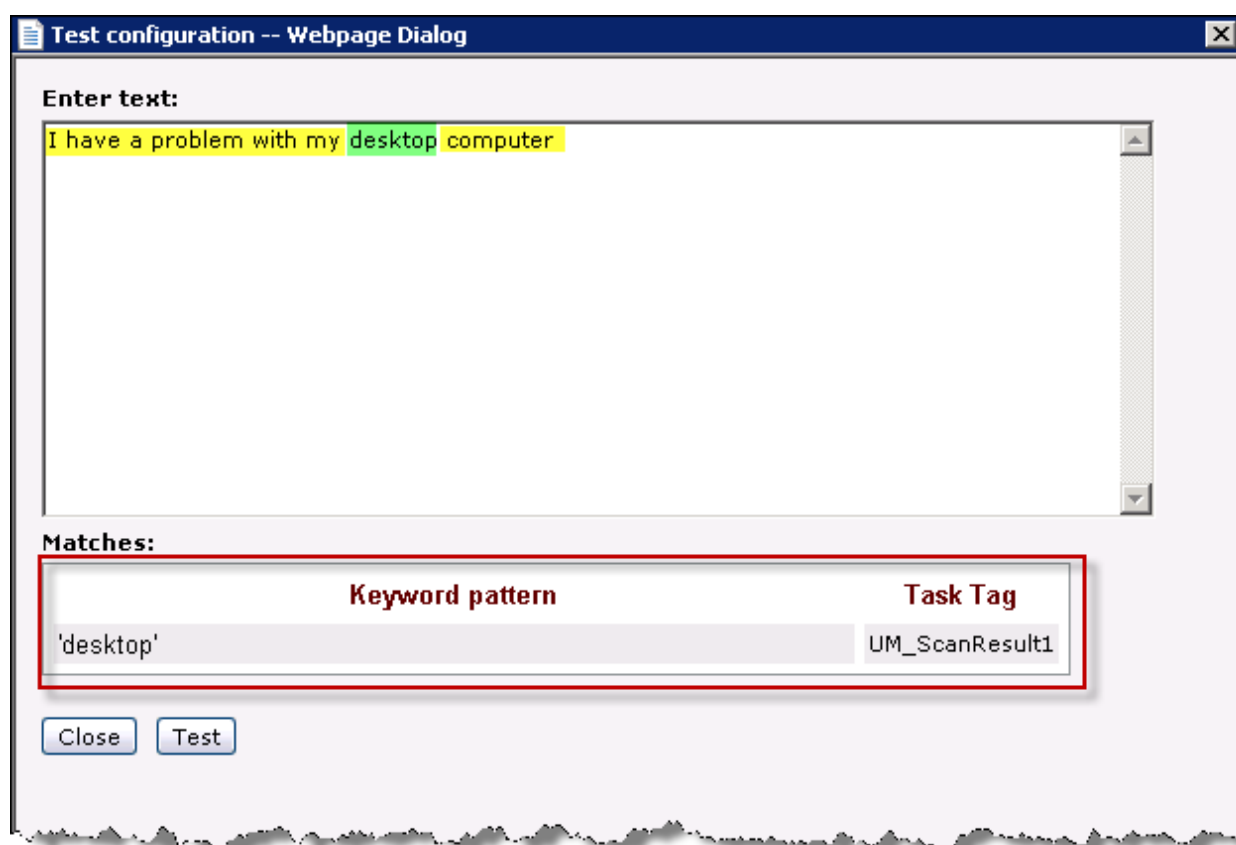 Test configuration -- Webpage Dialog
Enter text:
I have a problem with my desktop computer
Matches:
Keyword pattern Task Tag
'desktop' UM_ScanResult1
Close Test